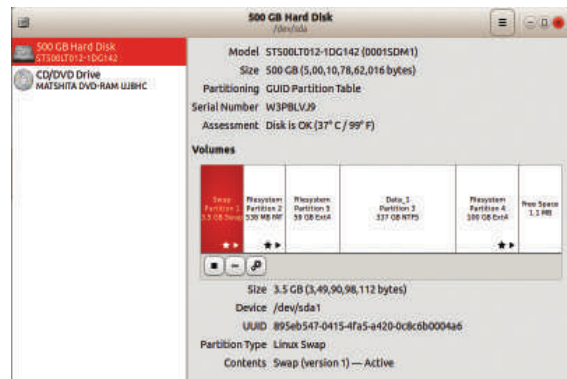 500 GB Hard Disk
/dev/sda
500 GB Hard Disk
ST500LT012-1DG142
CD/DVD Drive
MATSHITA DVD-RAM UJ8HC
Model ST500LT012-1DG142 (0001SDM1)
Size 500 GB (5,00,10,78,62,016 bytes)
Partitioning GUID Partition Table
Serial Number W3PBLVJ9
Assessment Disk is OK (37° C / 99° F)
Volumes
Swap
Partition 1
3.5 GB Swap
Filesystem
Partition 2
538 MB FAT
Filesystem
Partition 5
59 GB Ext4
Data_1
Partition 3
337 GB NTFS
Filesystem
Partition 4
100 GB Ext4
Free Space
1.1 MB
Size 3.5 GB (3,49,90,98,112 bytes)
Device /dev/sda1
UUID 895eb547-0415-4fa5-a420-0c8c6b0004a6
Partition Type Linux Swap
Contents Swap (version 1) — Active